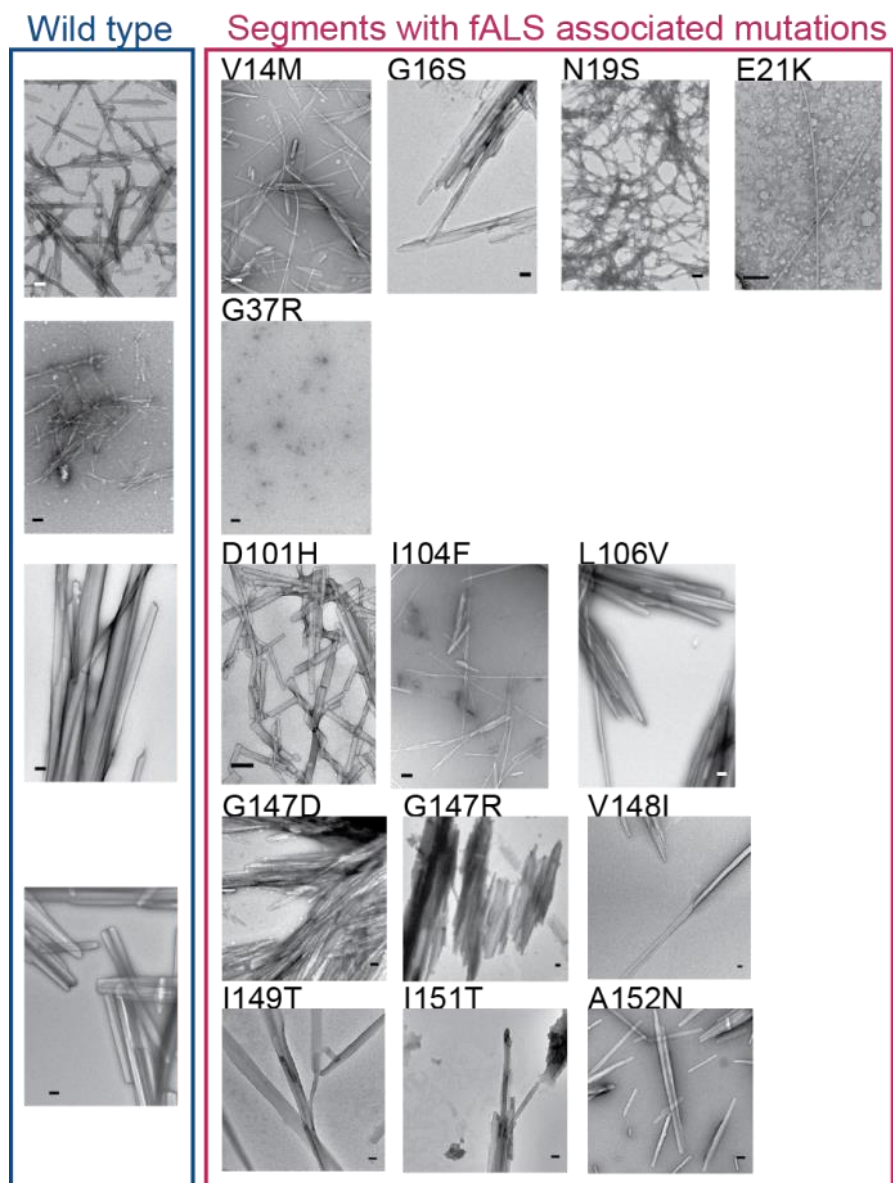 Wild type
Segments with fALS associated mutations
V14M G16S N19S E21K
G37R
D101H I104F L106V
G147D G147R V148I
I149T I151T A152N